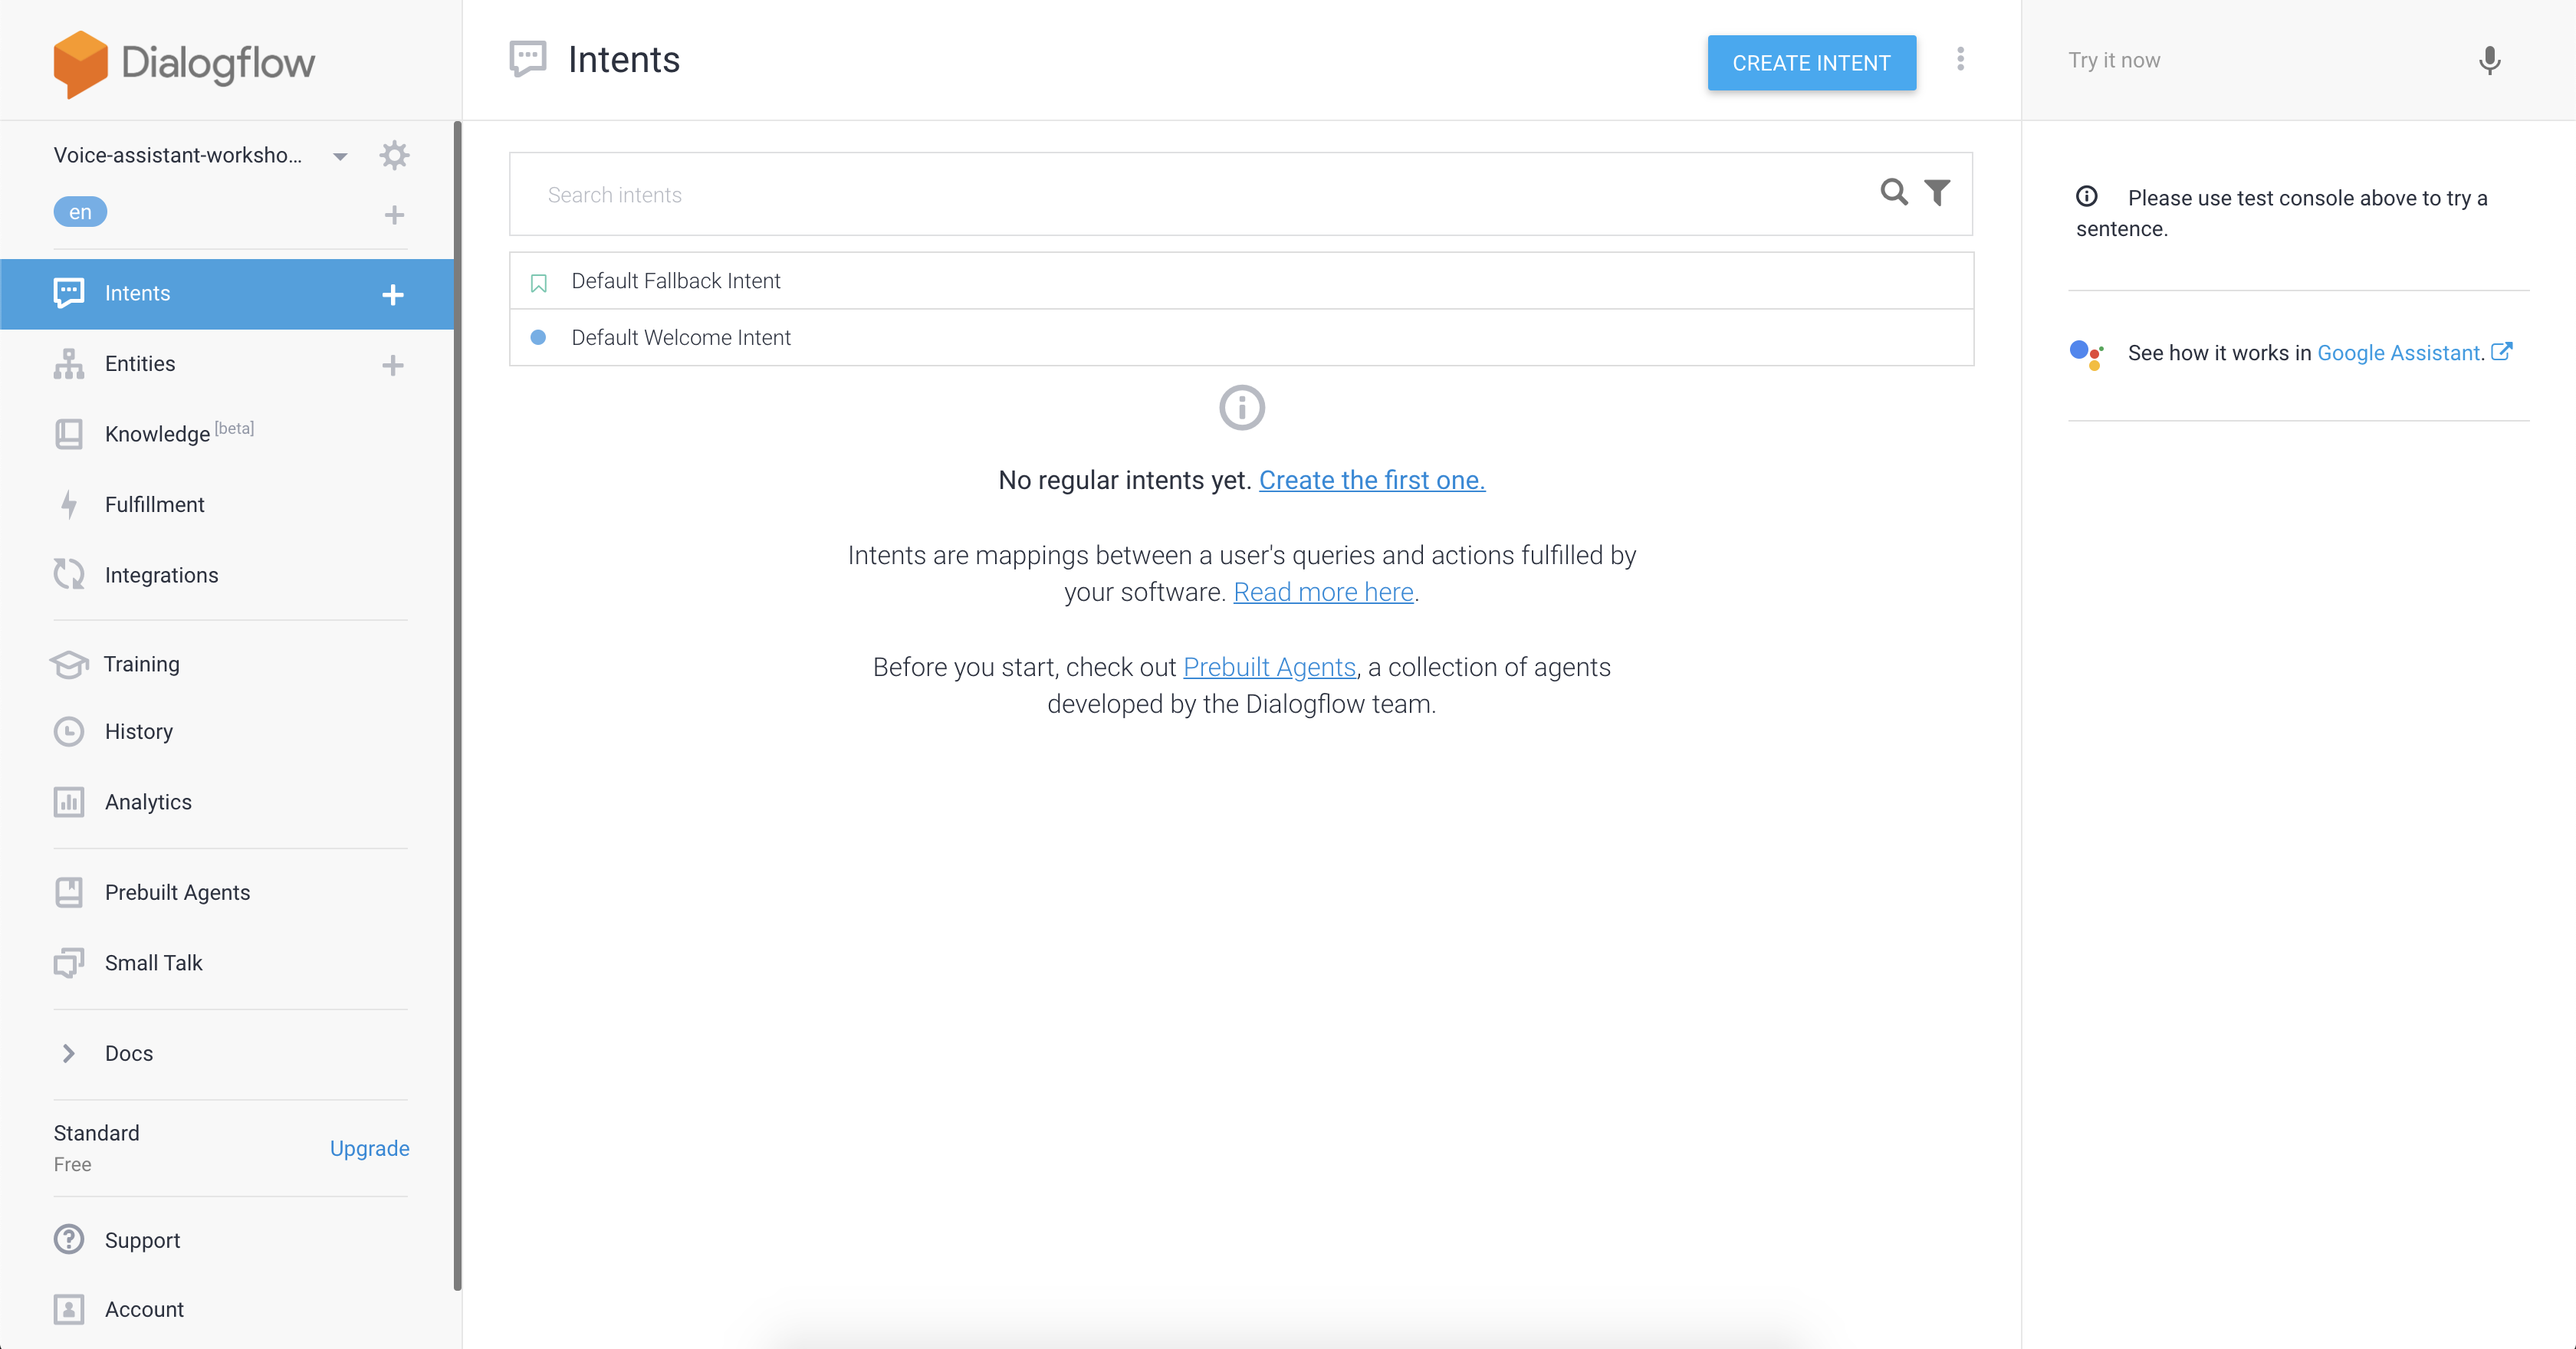 Dialogflow
Voice-assistant-worksho...
en
Intents
Entities
Knowledge [beta]
Fulfillment
Integrations
Training
History
Analytics
Prebuilt Agents
Small Talk
Docs
Standard
Free
Upgrade
Support
Account
Intents
CREATE INTENT
Search intents
Default Fallback Intent
Default Welcome Intent
No regular intents yet. Create the first one.
Intents are mappings between a user's queries and actions fulfilled by
your software. Read more here.
Before you start, check out Prebuilt Agents, a collection of agents
developed by the Dialogflow team.
Try it now
Please use test console above to try a
sentence.
See how it works in Google Assistant.